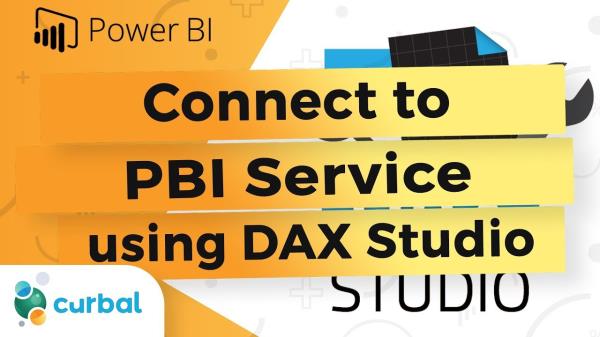 Power BI
Connect to
PBI Service
using DAX Studio
STUDIO
curbal